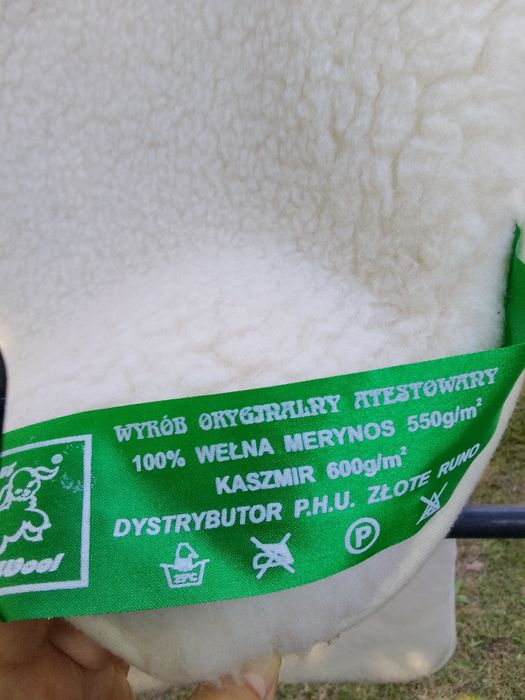 WYRÓB ORYGINALNY ATESTOWANY
100% WEŁNA MERYNOS 550g/m²
KASZMIR 600g/m²
DYSTRYBUTOR P.H.U. ZŁOTE RUNO
P